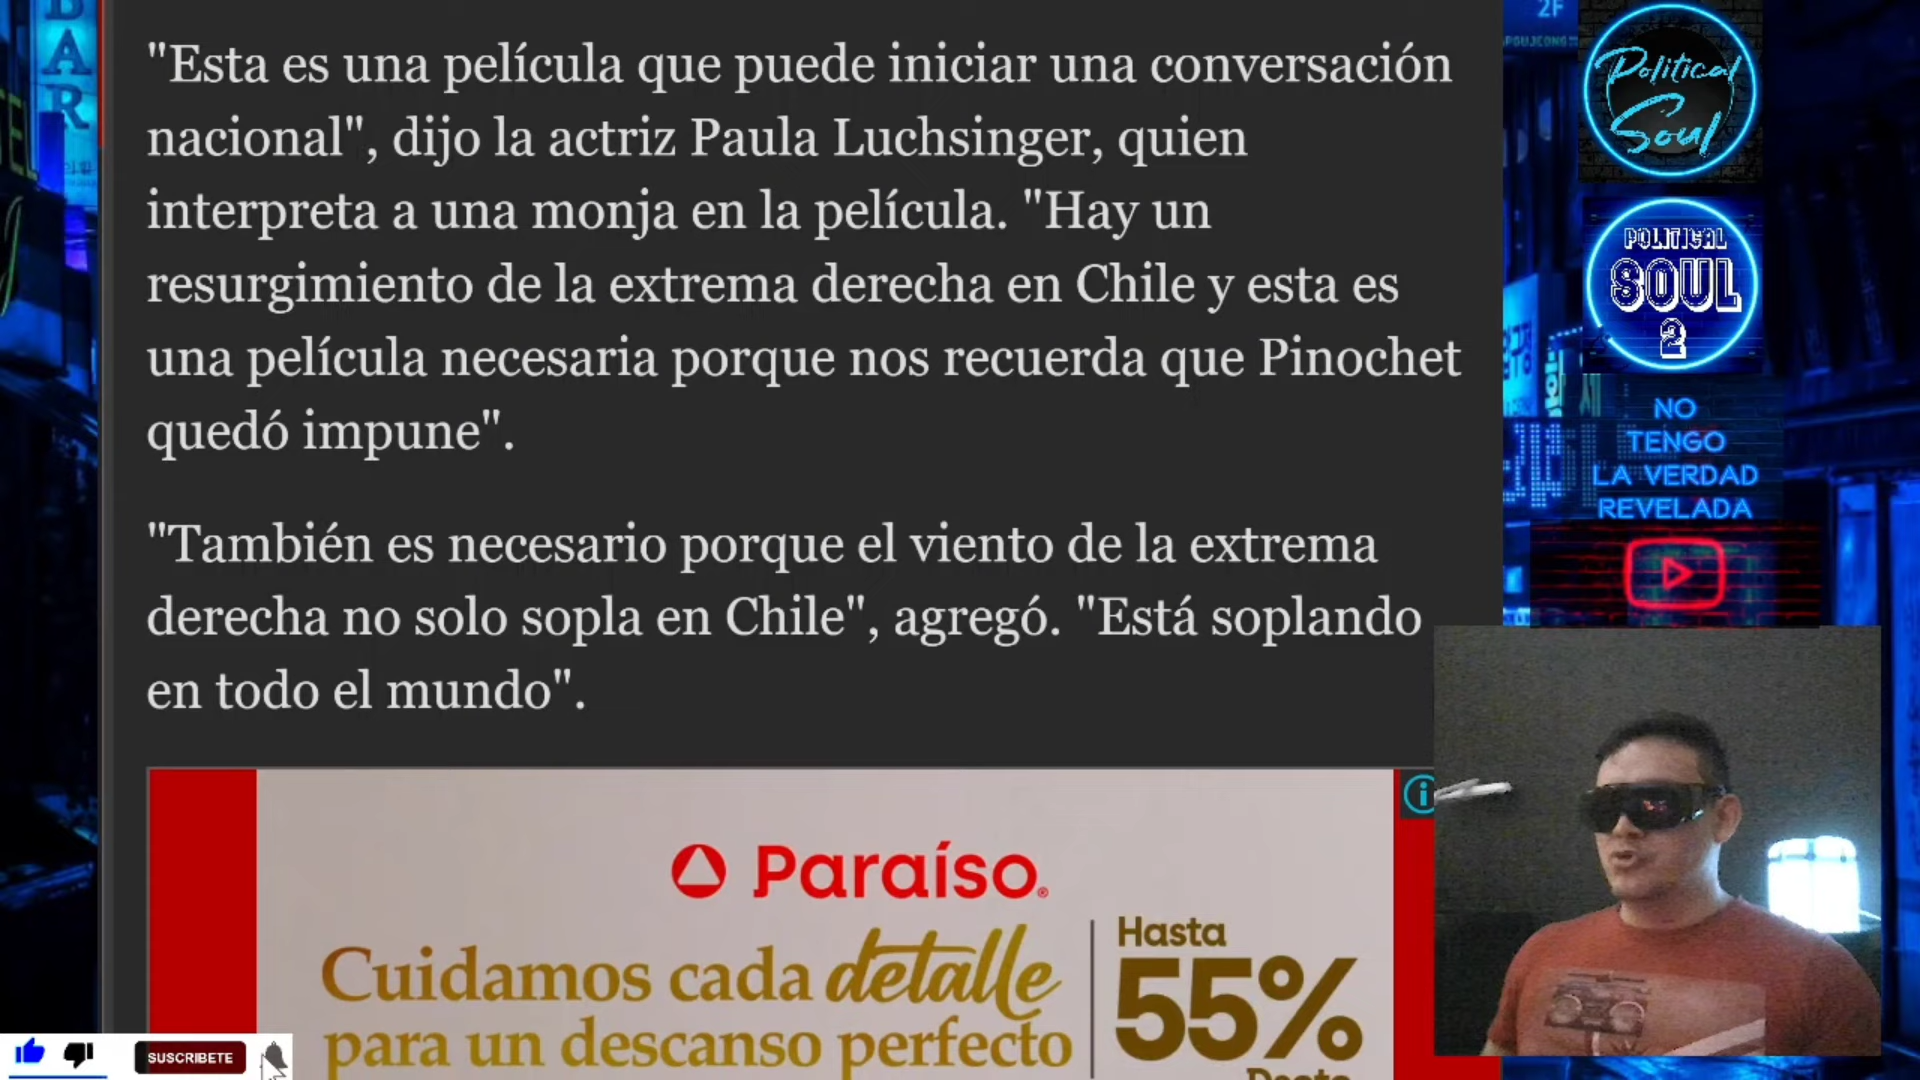 "Esta es una película que puede iniciar una conversación
nacional", dijo la actriz Paula Luchsinger, quien
interpreta a una monja en la película. "Hay un
resurgimiento de la extrema derecha en Chile y esta es
una película necesaria porque nos recuerda que Pinochet
quedó impune".
"También es necesario porque el viento de la extrema
derecha no solo sopla en Chile", agregó. "Está soplando
en todo el mundo".
Paraíso
Cuidamos cada detalle
para un descanso perfecto
Hasta
55%
Dscto
SUSCRIBETE
Political
Soul
POLITICAL
SOUL
2
NO
TENGO
LA VERDAD
REVELADA
BAR
2F